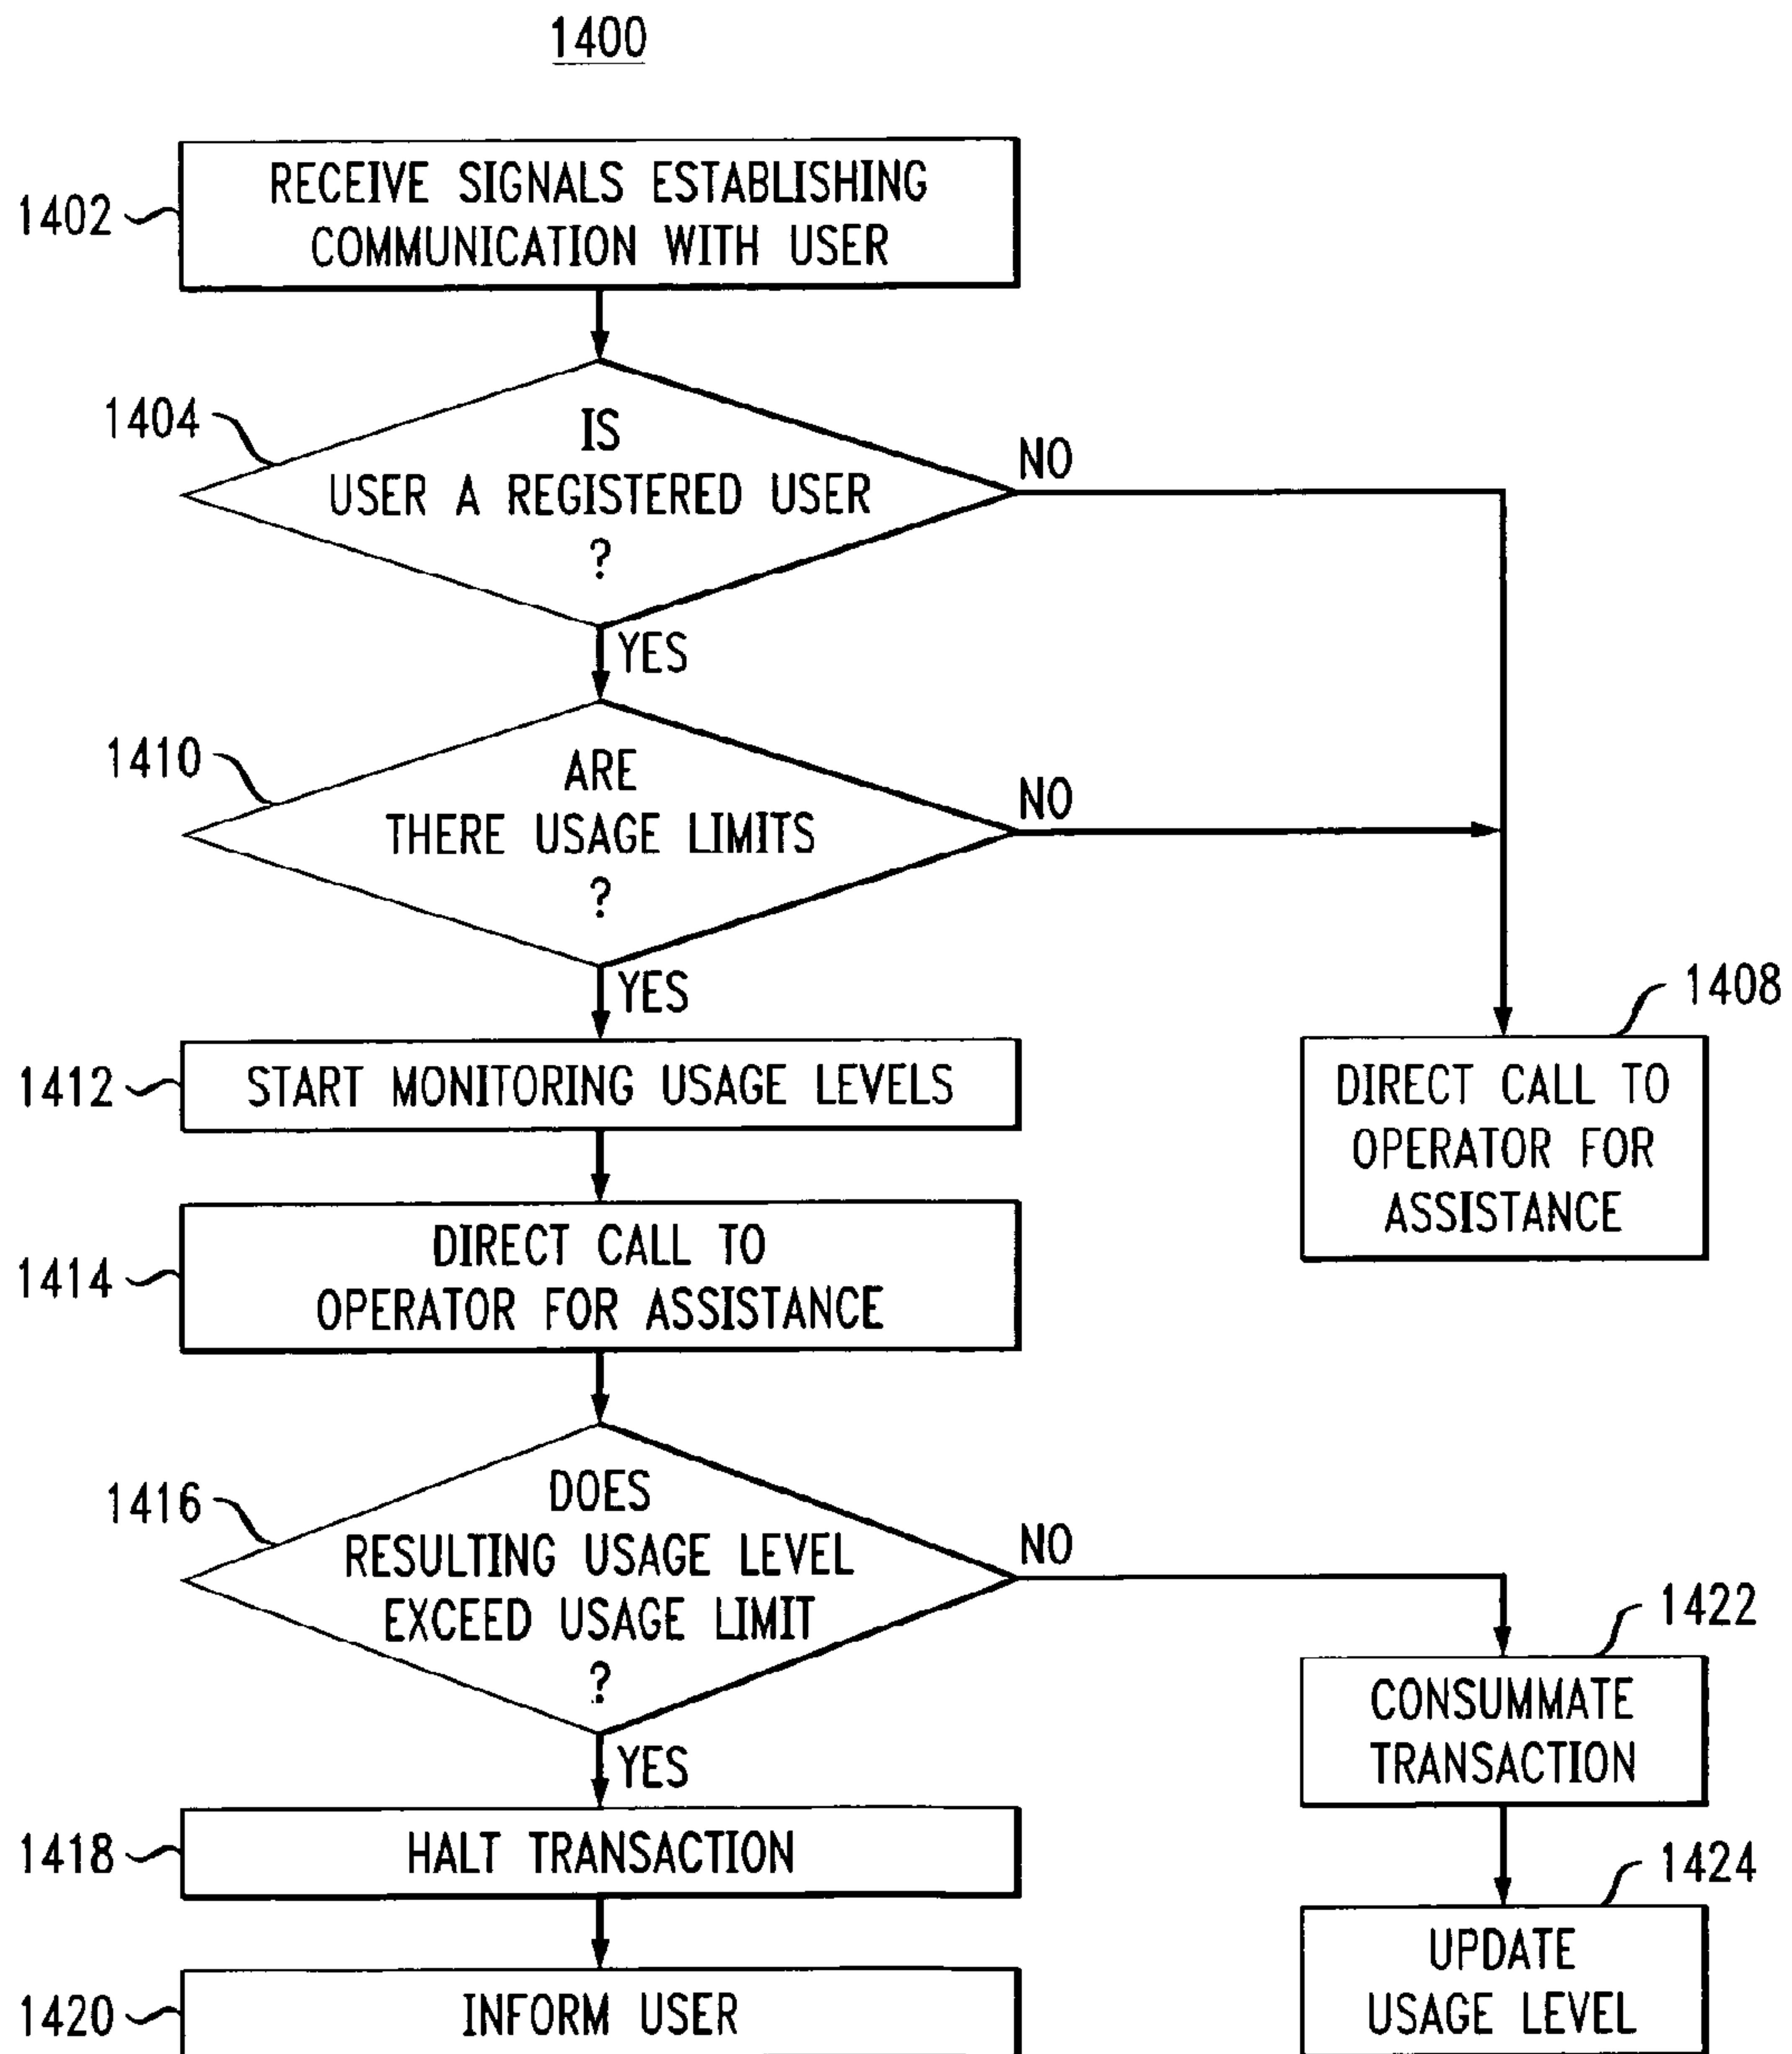 1400
1402
RECEIVE SIGNALS ESTABLISHING
COMMUNICATION WITH USER
1404
IS
USER A REGISTERED USER
?
NO
YES
1410
ARE
THERE USAGE LIMITS
?
NO
YES
1408
DIRECT CALL TO
OPERATOR FOR
ASSISTANCE
1412
START MONITORING USAGE LEVELS
1414
DIRECT CALL TO
OPERATOR FOR ASSISTANCE
1416
DOES
RESULTING USAGE LEVEL
EXCEED USAGE LIMIT
?
NO
YES
1422
CONSUMMATE
TRANSACTION
1418
HALT TRANSACTION
1424
UPDATE
USAGE LEVEL
1420
INFORM USER